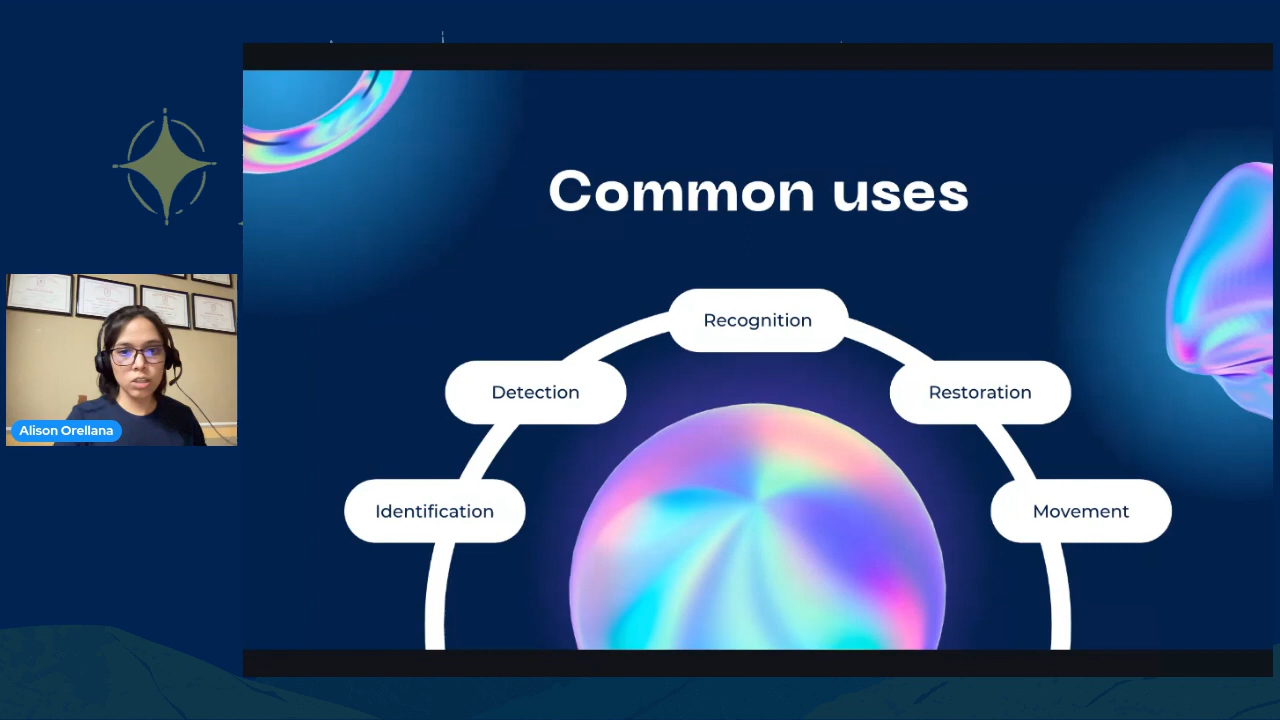 Common uses
Recognition
Detection
Restoration
Identification
Movement
Alison Orellana